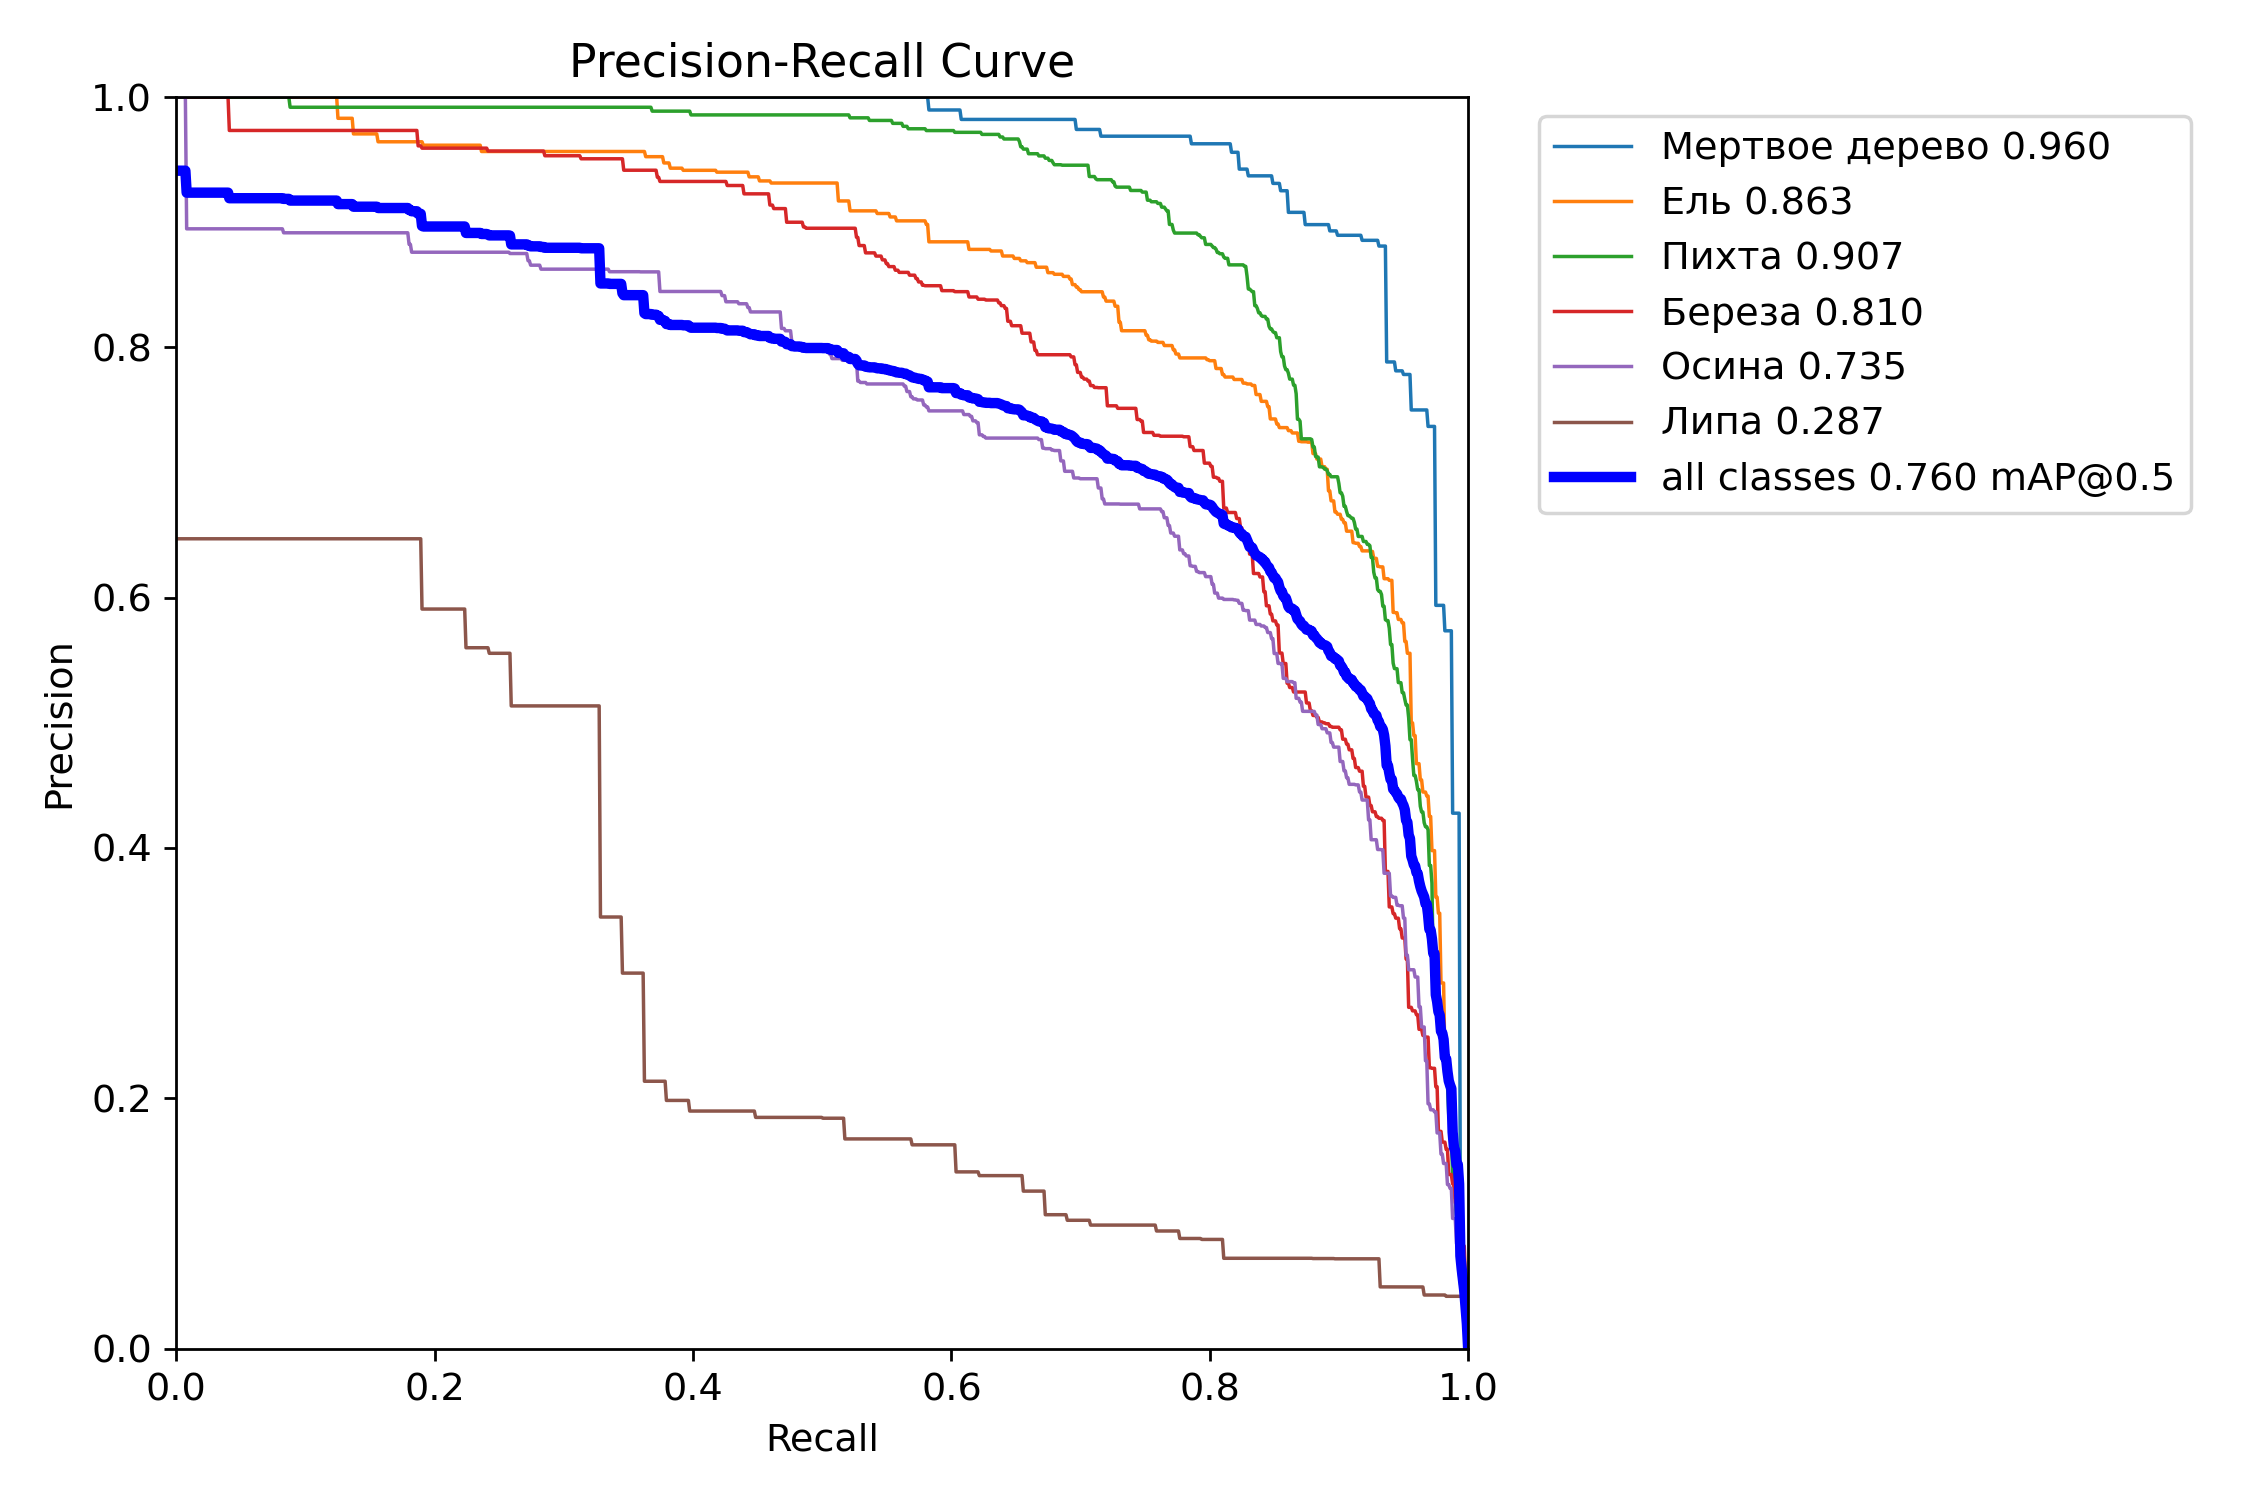 Precision-Recall Curve
1.0
0.8
0.6
0.4
0.2
0.0
Precision
0.0 0.2 0.4 0.6 0.8 1.0
Recall
Мертвое дерево 0.960
Ель 0.863
Пихта 0.907
Береза 0.810
Осина 0.735
Липа 0.287
all classes 0.760 mAP@0.5